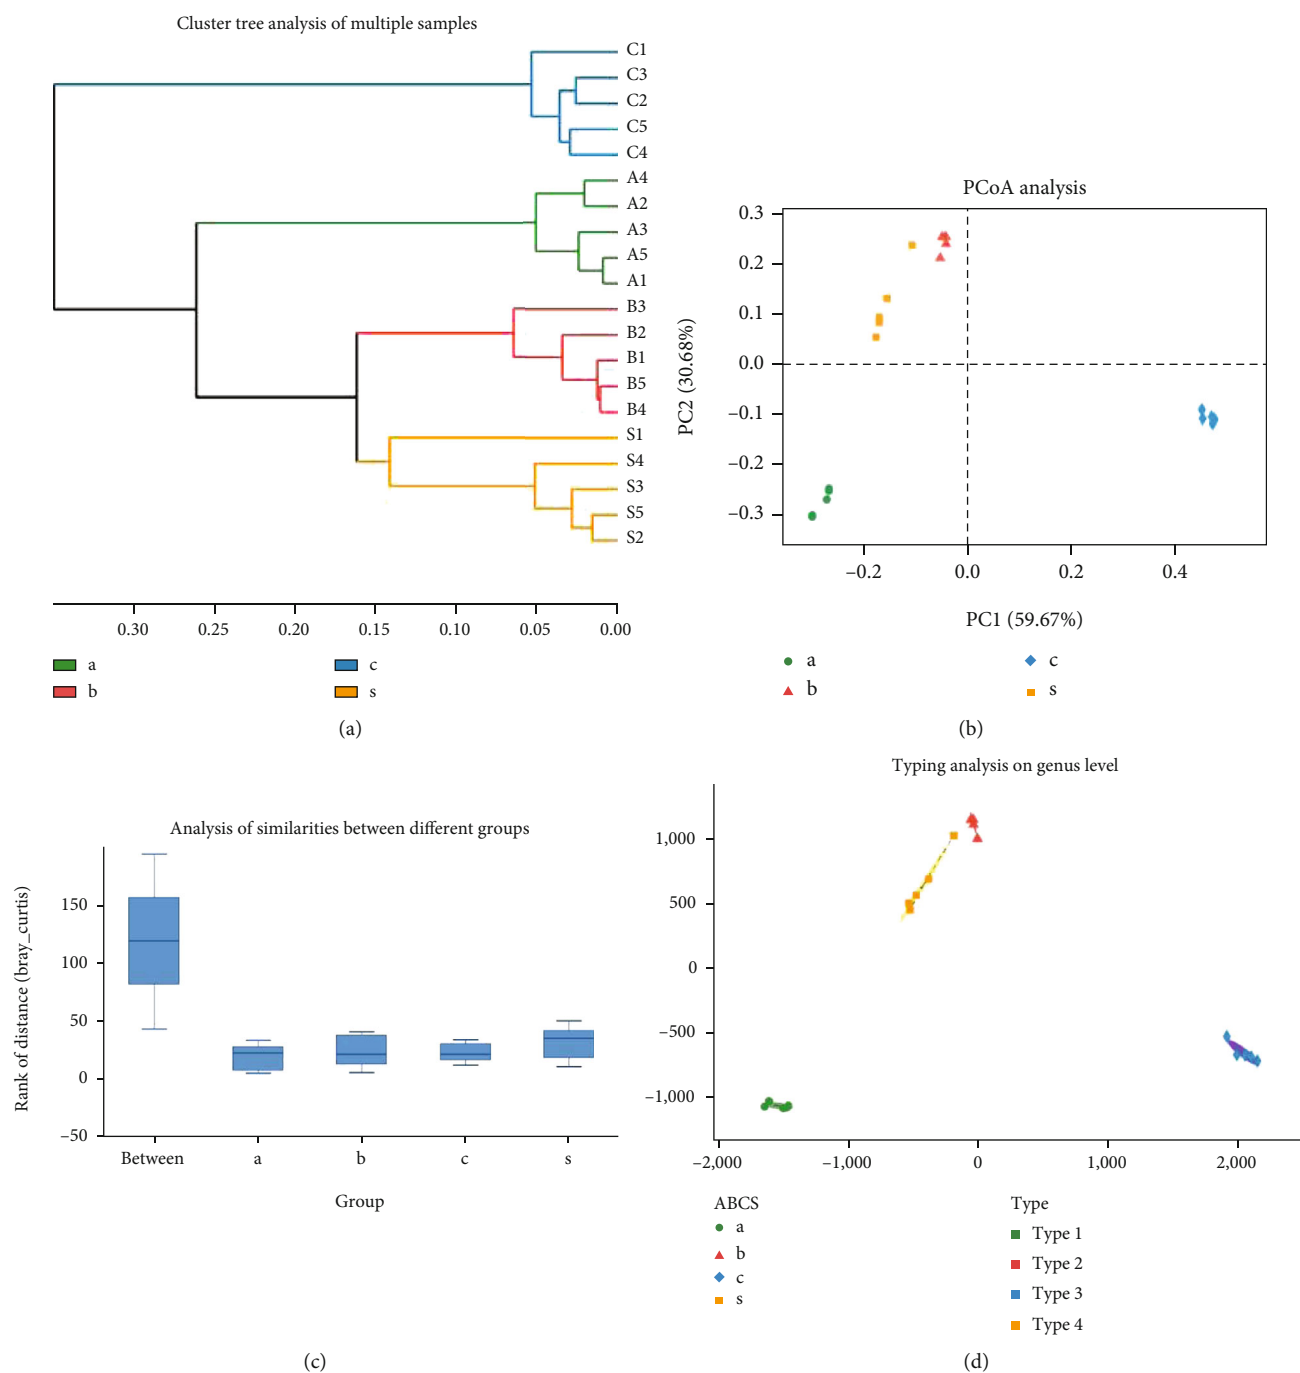 Cluster tree analysis of multiple samples
C1
C3
C2
C5
C4
A4
A2
A3
A5
A1
B3
B2
B1
B5
B4
S1
S4
S3
S5
S2
0.30 0.25 0.20 0.15 0.10 0.05 0.00
a c
b s
(a)
PCoA analysis
PC2 (30.68%)
0.3
0.2
0.1
0.0
–0.1
–0.2
–0.3
–0.2 0.0 0.2 0.4
PC1 (59.67%)
a c
b s
(b)
Analysis of similarities between different groups
Rank of distance (bray_curtis)
150
100
50
0
–50
Between a b c s
Group
(c)
Typing analysis on genus level
1,000
500
0
–500
–1,000
–2,000 –1,000 0 1,000 2,000
ABCS Type
a Type 1
b Type 2
c Type 3
s Type 4
(d)